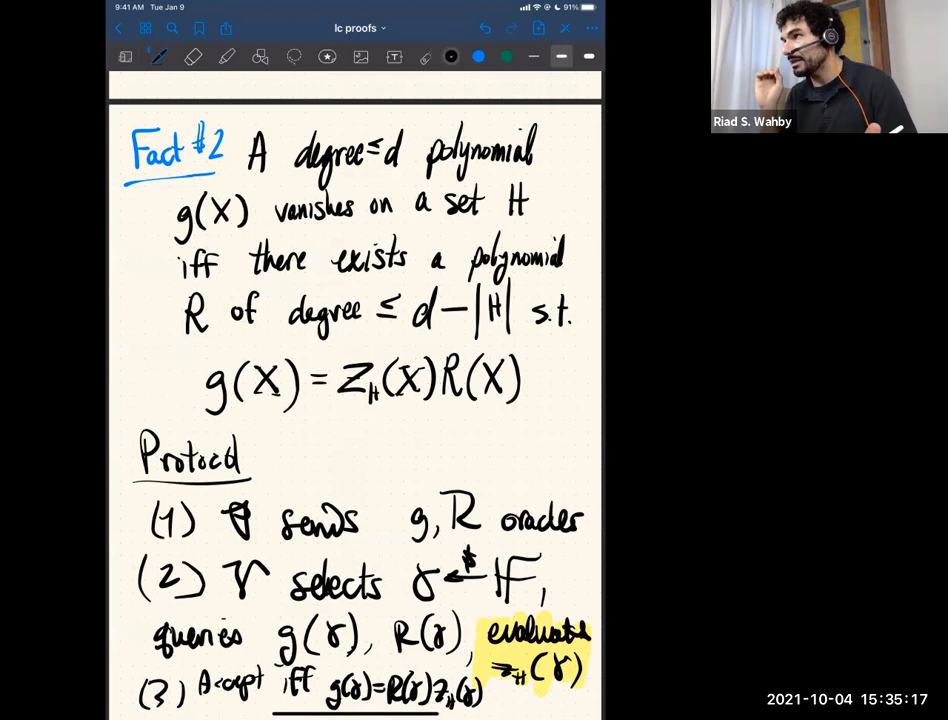 9:41 AM Tue Jan 9
91%
lc proofs
Fact #2 A degree ≤ d polynomial
g(X) vanishes on a set H
iff there exists a polynomial
R of degree ≤ d - |H| s.t.
g(X) = Z_H(X)R(X)
Protocol
(1) P sends g, R oracles
(2) V selects γ ←$ F,
queries g(γ), R(γ), evaluates
Z_H(γ)
(3) Accept iff g(γ)=R(γ)Z_H(γ)
Riad S. Wahby
2021-10-04 15:35:17